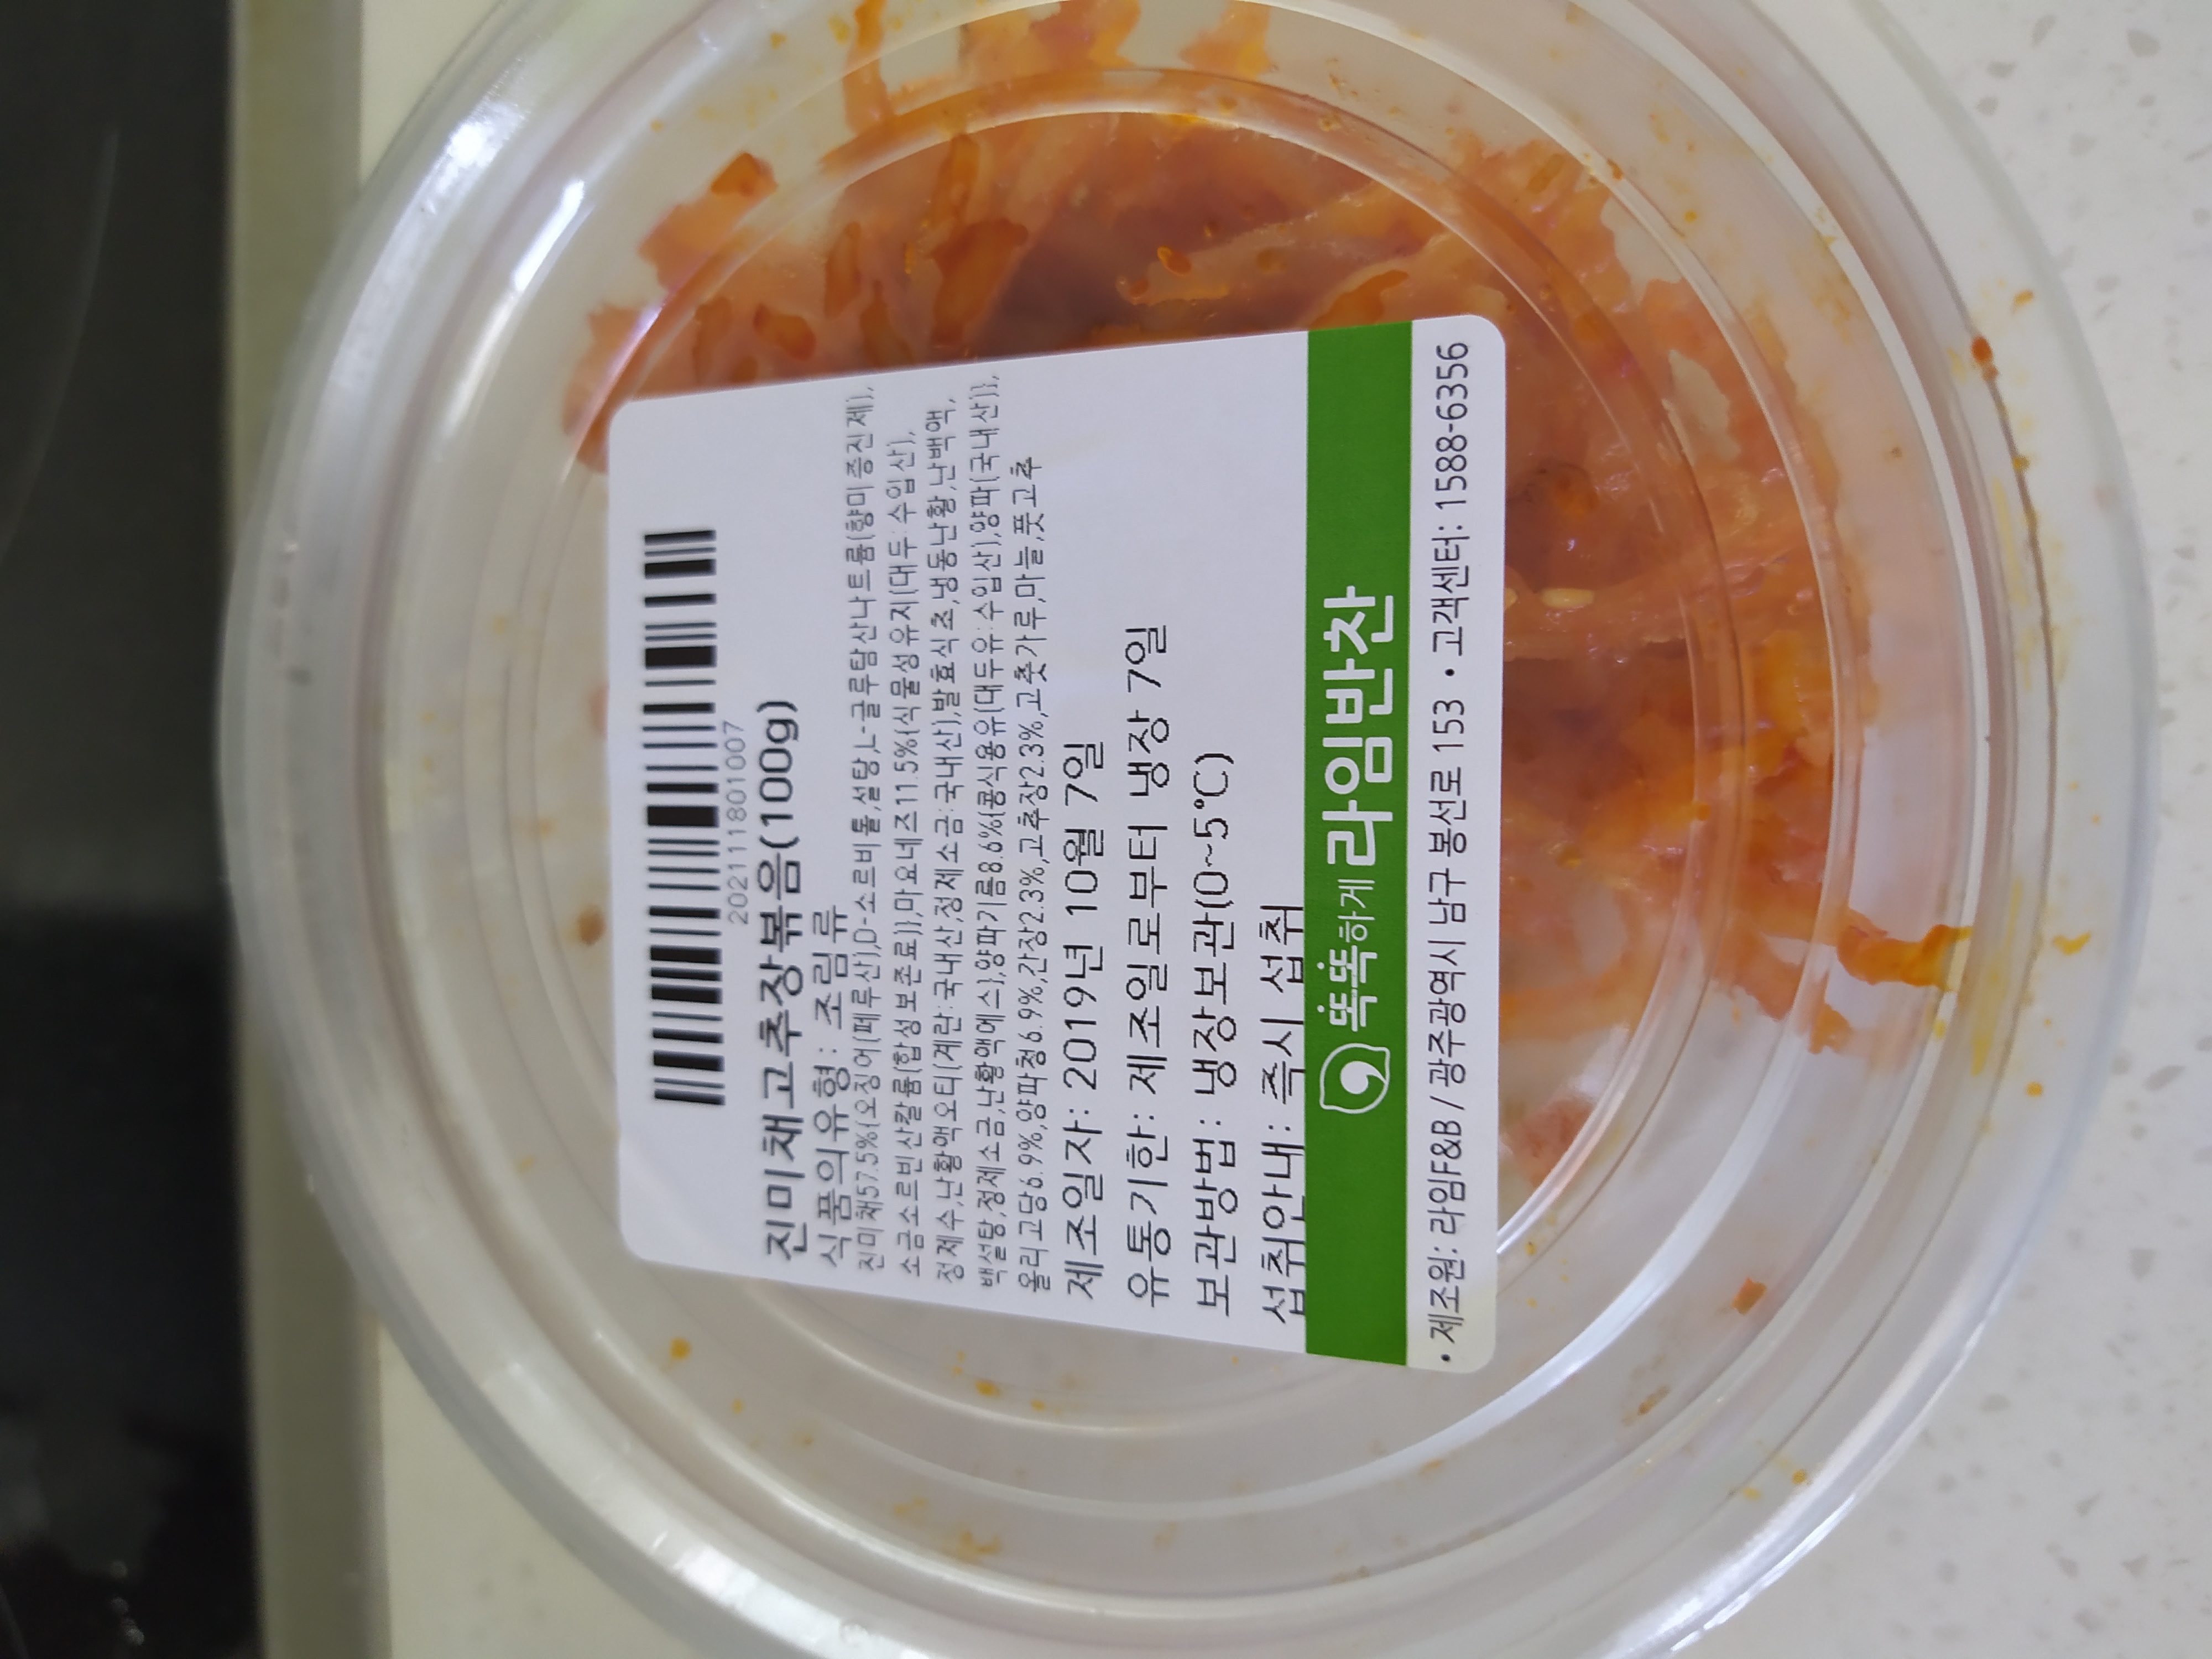 2021118010007
진미채고추장볶음(100g)
식품의유형: 조림류
진미채57.5%(오징어(페루산),D-소르비톨,설탕,L-글루탐산나트륨(향미증진제),
소금소르빈산칼륨(합성보존료)},마요네즈11.5%(식물성유지(대두:수입산),
정제수,난황액오티(계란:국내산,정제소금:국내산),발효식초,냉동난황,난백액,
백설탕,정제소금,난황액에스},양파기름8.6%{콩식용유(대두유:수입산),양파(국내산)},
올리고당6.9%,양파청6.9%,간장2.3%,고추장2.3%,고춧가루,마늘,풋고추
제조일자: 2019년 10월 7일
유통기한: 제조일로부터 냉장 7일
보관방법: 냉장보관(0~5°C)
섭취안내: 즉시 섭취
똑똑하게 라임반찬
• 제조원: 라임F&B / 광주광역시 남구 봉선로 153 • 고객센터: 1588-6356